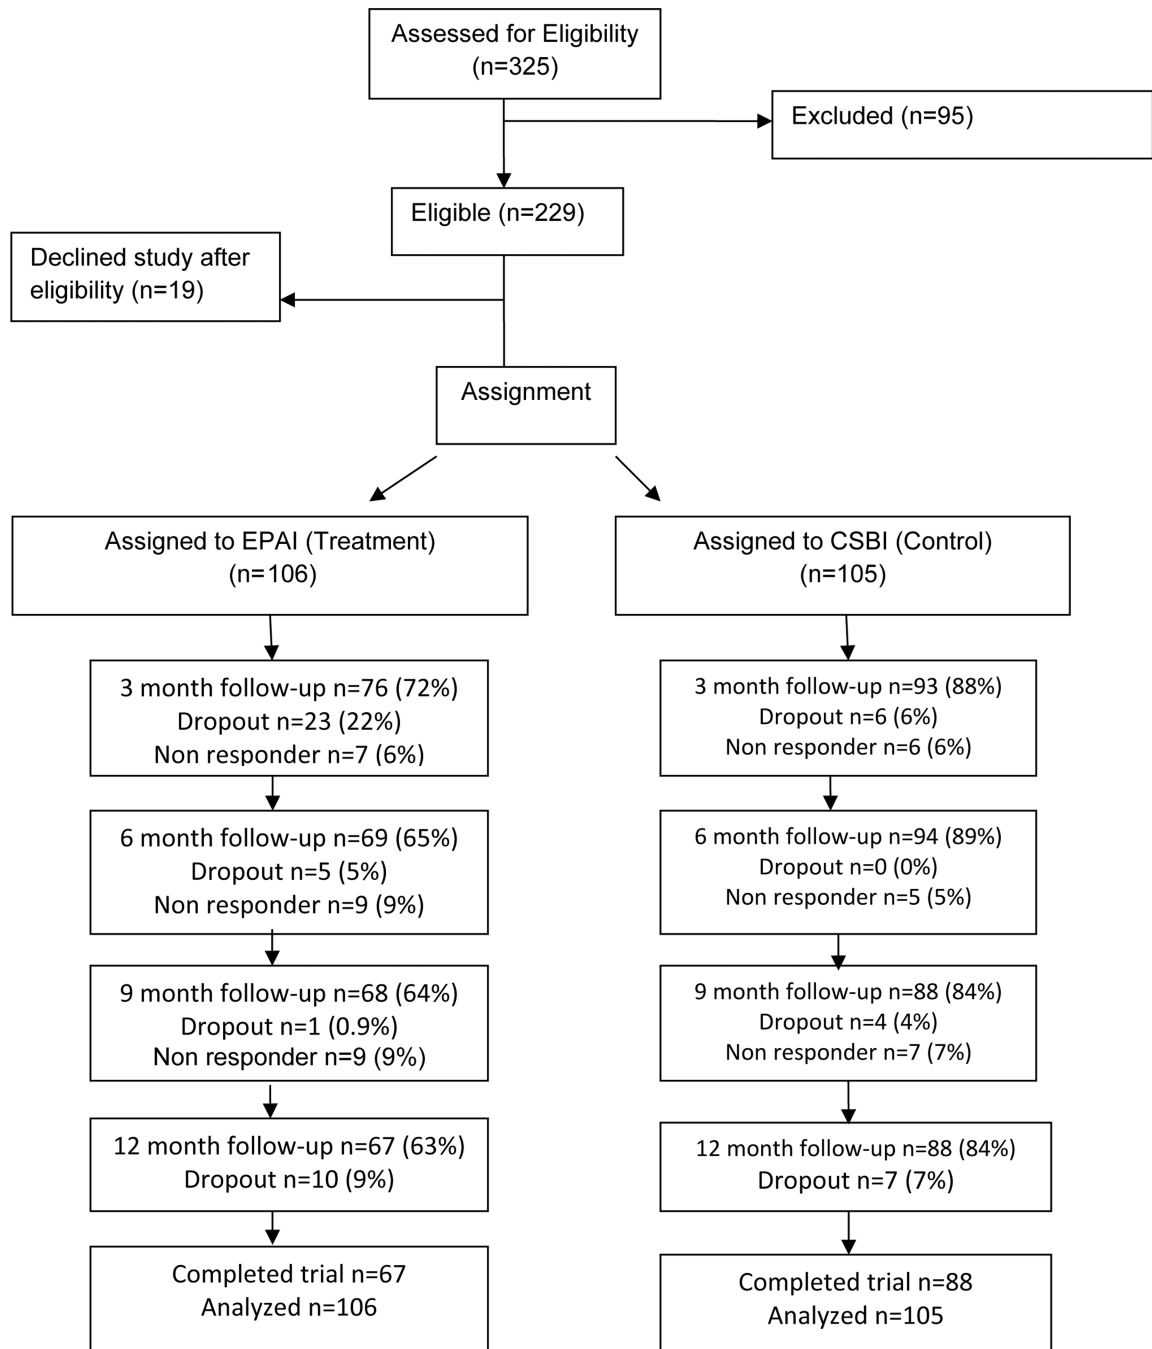 Assessed for Eligibility
(n=325)
Excluded (n=95)
Eligible (n=229)
Declined study after
eligibility (n=19)
Assignment
Assigned to EPAI (Treatment)
(n=106)
Assigned to CSBI (Control)
(n=105)
3 month follow-up n=76 (72%)
Dropout n=23 (22%)
Non responder n=7 (6%)
3 month follow-up n=93 (88%)
Dropout n=6 (6%)
Non responder n=6 (6%)
6 month follow-up n=69 (65%)
Dropout n=5 (5%)
Non responder n=9 (9%)
6 month follow-up n=94 (89%)
Dropout n=0 (0%)
Non responder n=5 (5%)
9 month follow-up n=68 (64%)
Dropout n=1 (0.9%)
Non responder n=9 (9%)
9 month follow-up n=88 (84%)
Dropout n=4 (4%)
Non responder n=7 (7%)
12 month follow-up n=67 (63%)
Dropout n=10 (9%)
12 month follow-up n=88 (84%)
Dropout n=7 (7%)
Completed trial n=67
Analyzed n=106
Completed trial n=88
Analyzed n=105